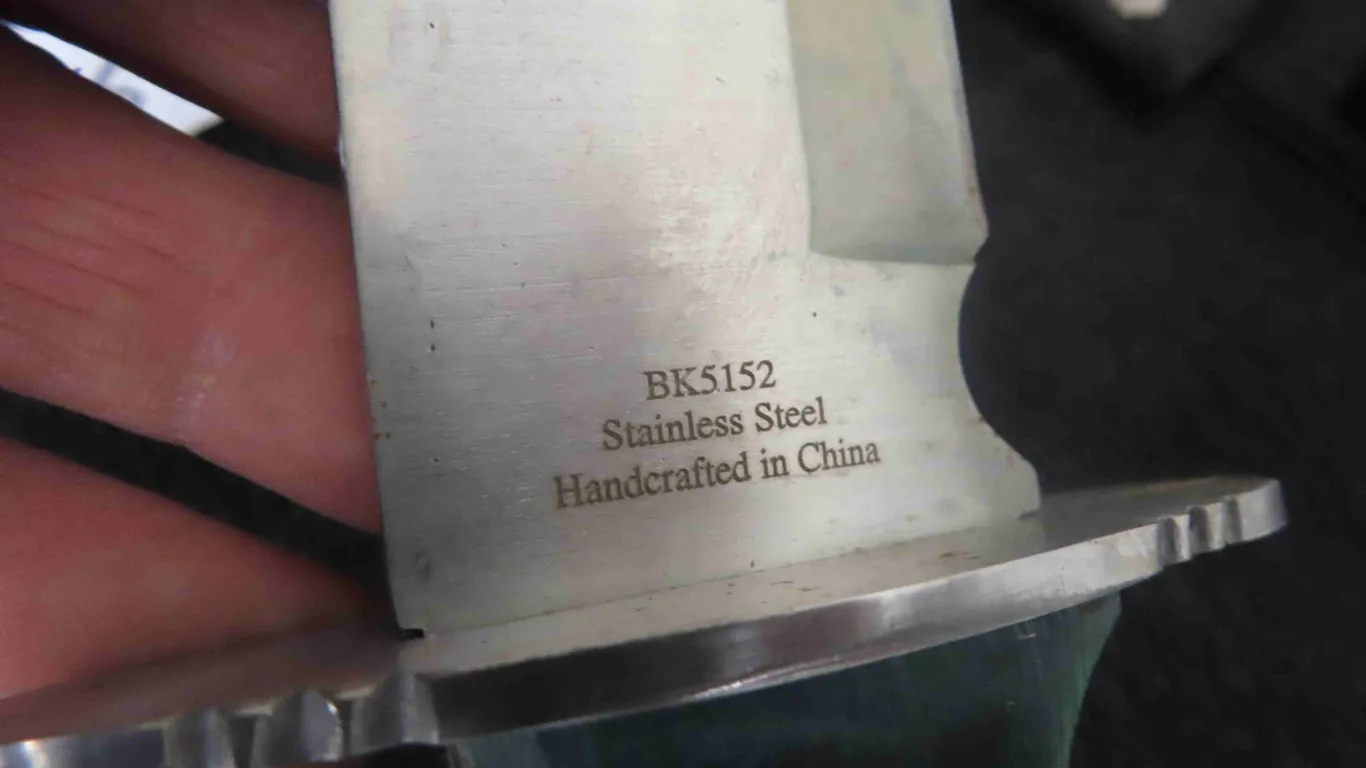 BK5152
Stainless Steel
Handcrafted in China